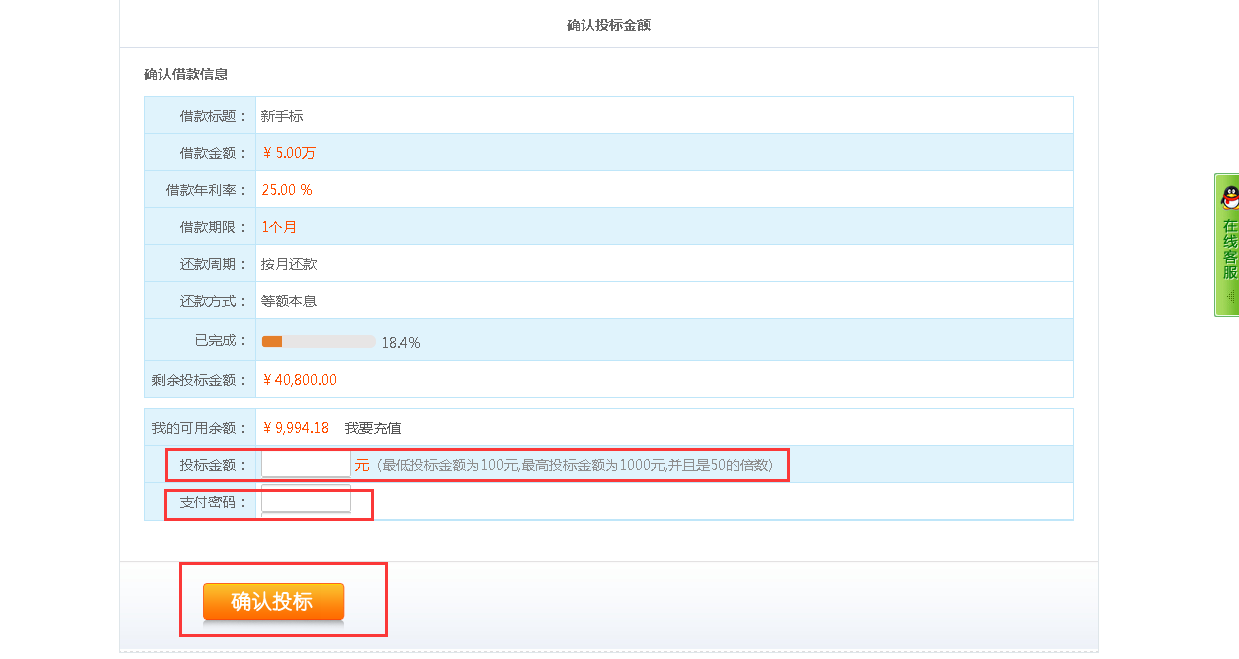 确认投标金额
确认借款信息
借款标题： 新手标
借款金额： ¥ 5.00万
借款年利率： 25.00 %
借款期限： 1个月
还款周期： 按月还款
还款方式： 等额本息
已完成： 18.4%
剩余投标金额： ¥ 40,800.00
我的可用余额： ¥ 9,994.18 我要充值
投标金额： 元（最低投标金额为100元,最高投标金额为1000元,并且是50的倍数）
支付密码：
确认投标
在线客服